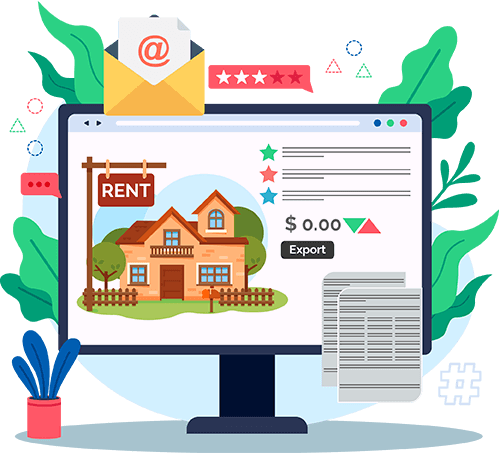 @
RENT
$ 0.00
Export
#